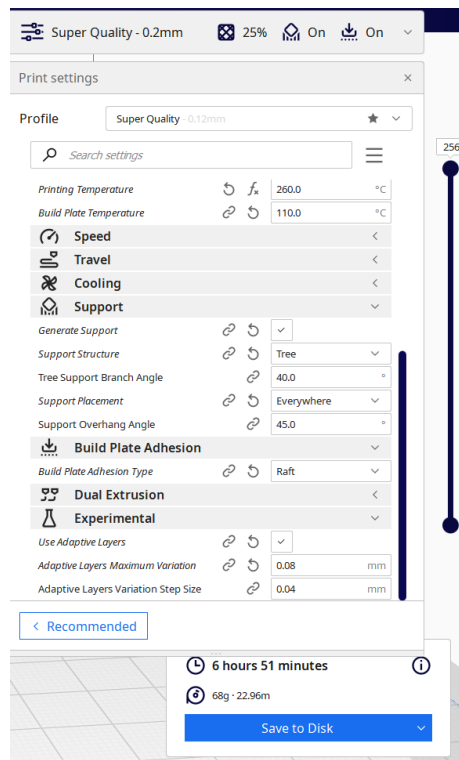 Super Quality - 0.2mm 25% On On
Print settings
Profile Super Quality - 0.12mm
Search settings
256
Printing Temperature 260.0 °C
Build Plate Temperature 110.0 °C
Speed
Travel
Cooling
Support
Generate Support
Support Structure Tree
Tree Support Branch Angle 40.0 °
Support Placement Everywhere
Support Overhang Angle 45.0 °
Build Plate Adhesion
Build Plate Adhesion Type Raft
Dual Extrusion
Experimental
Use Adaptive Layers
Adaptive Layers Maximum Variation 0.08 mm
Adaptive Layers Variation Step Size 0.04 mm
Recommended
6 hours 51 minutes
68g · 22.96m
Save to Disk